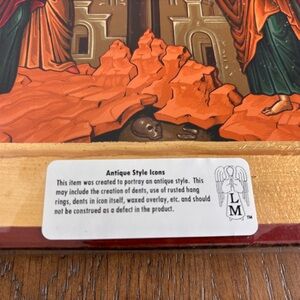 Antique Style Icons
This item was created to portray an antique style. This
may include the creation of dents, use of rusted hang
rings, dents in icon itself, waxed overlay, etc. and should
not be construed as a defect in the product.
L
M
TM